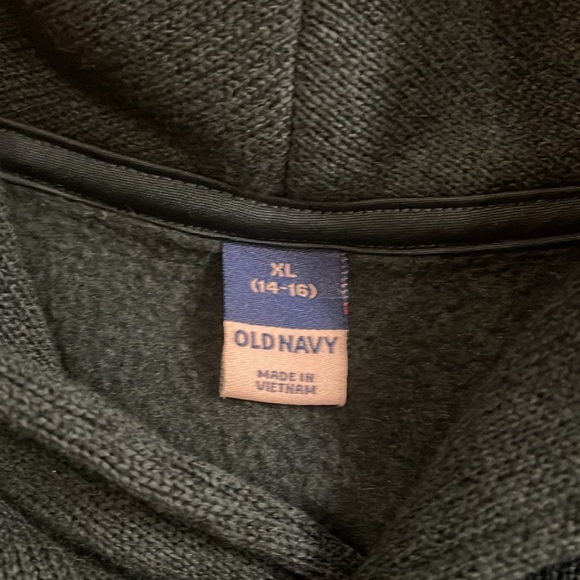 XL
(14-16)
OLD NAVY
MADE IN
VIETNAM